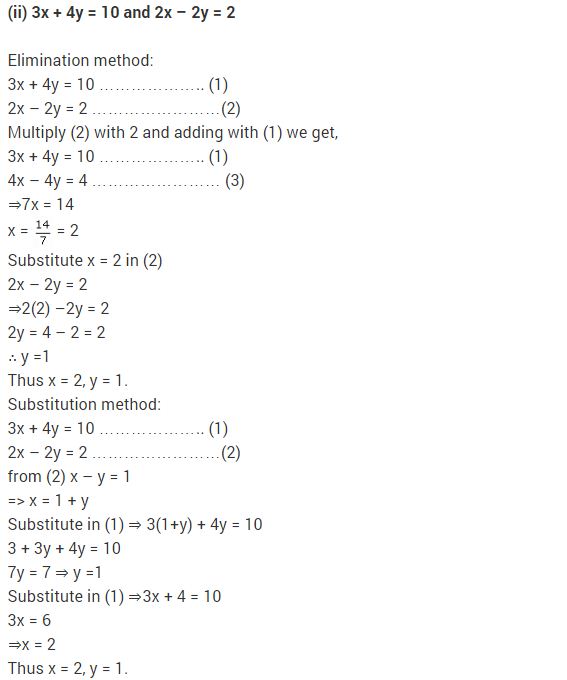 (ii) 3x + 4y = 10 and 2x – 2y = 2
Elimination method:
3x + 4y = 10 ………………… (1)
2x – 2y = 2 ……………………(2)
Multiply (2) with 2 and adding with (1) we get,
3x + 4y = 10 ………………… (1)
4x – 4y = 4 …………………… (3)
⇒7x = 14
x = 14/7 = 2
Substitute x = 2 in (2)
2x – 2y = 2
⇒2(2) –2y = 2
2y = 4 – 2 = 2
∴ y =1
Thus x = 2, y = 1.
Substitution method:
3x + 4y = 10 ………………… (1)
2x – 2y = 2 ……………………(2)
from (2) x – y = 1
=> x = 1 + y
Substitute in (1) ⇒ 3(1+y) + 4y = 10
3 + 3y + 4y = 10
7y = 7 ⇒ y =1
Substitute in (1) ⇒3x + 4 = 10
3x = 6
⇒x = 2
Thus x = 2, y = 1.